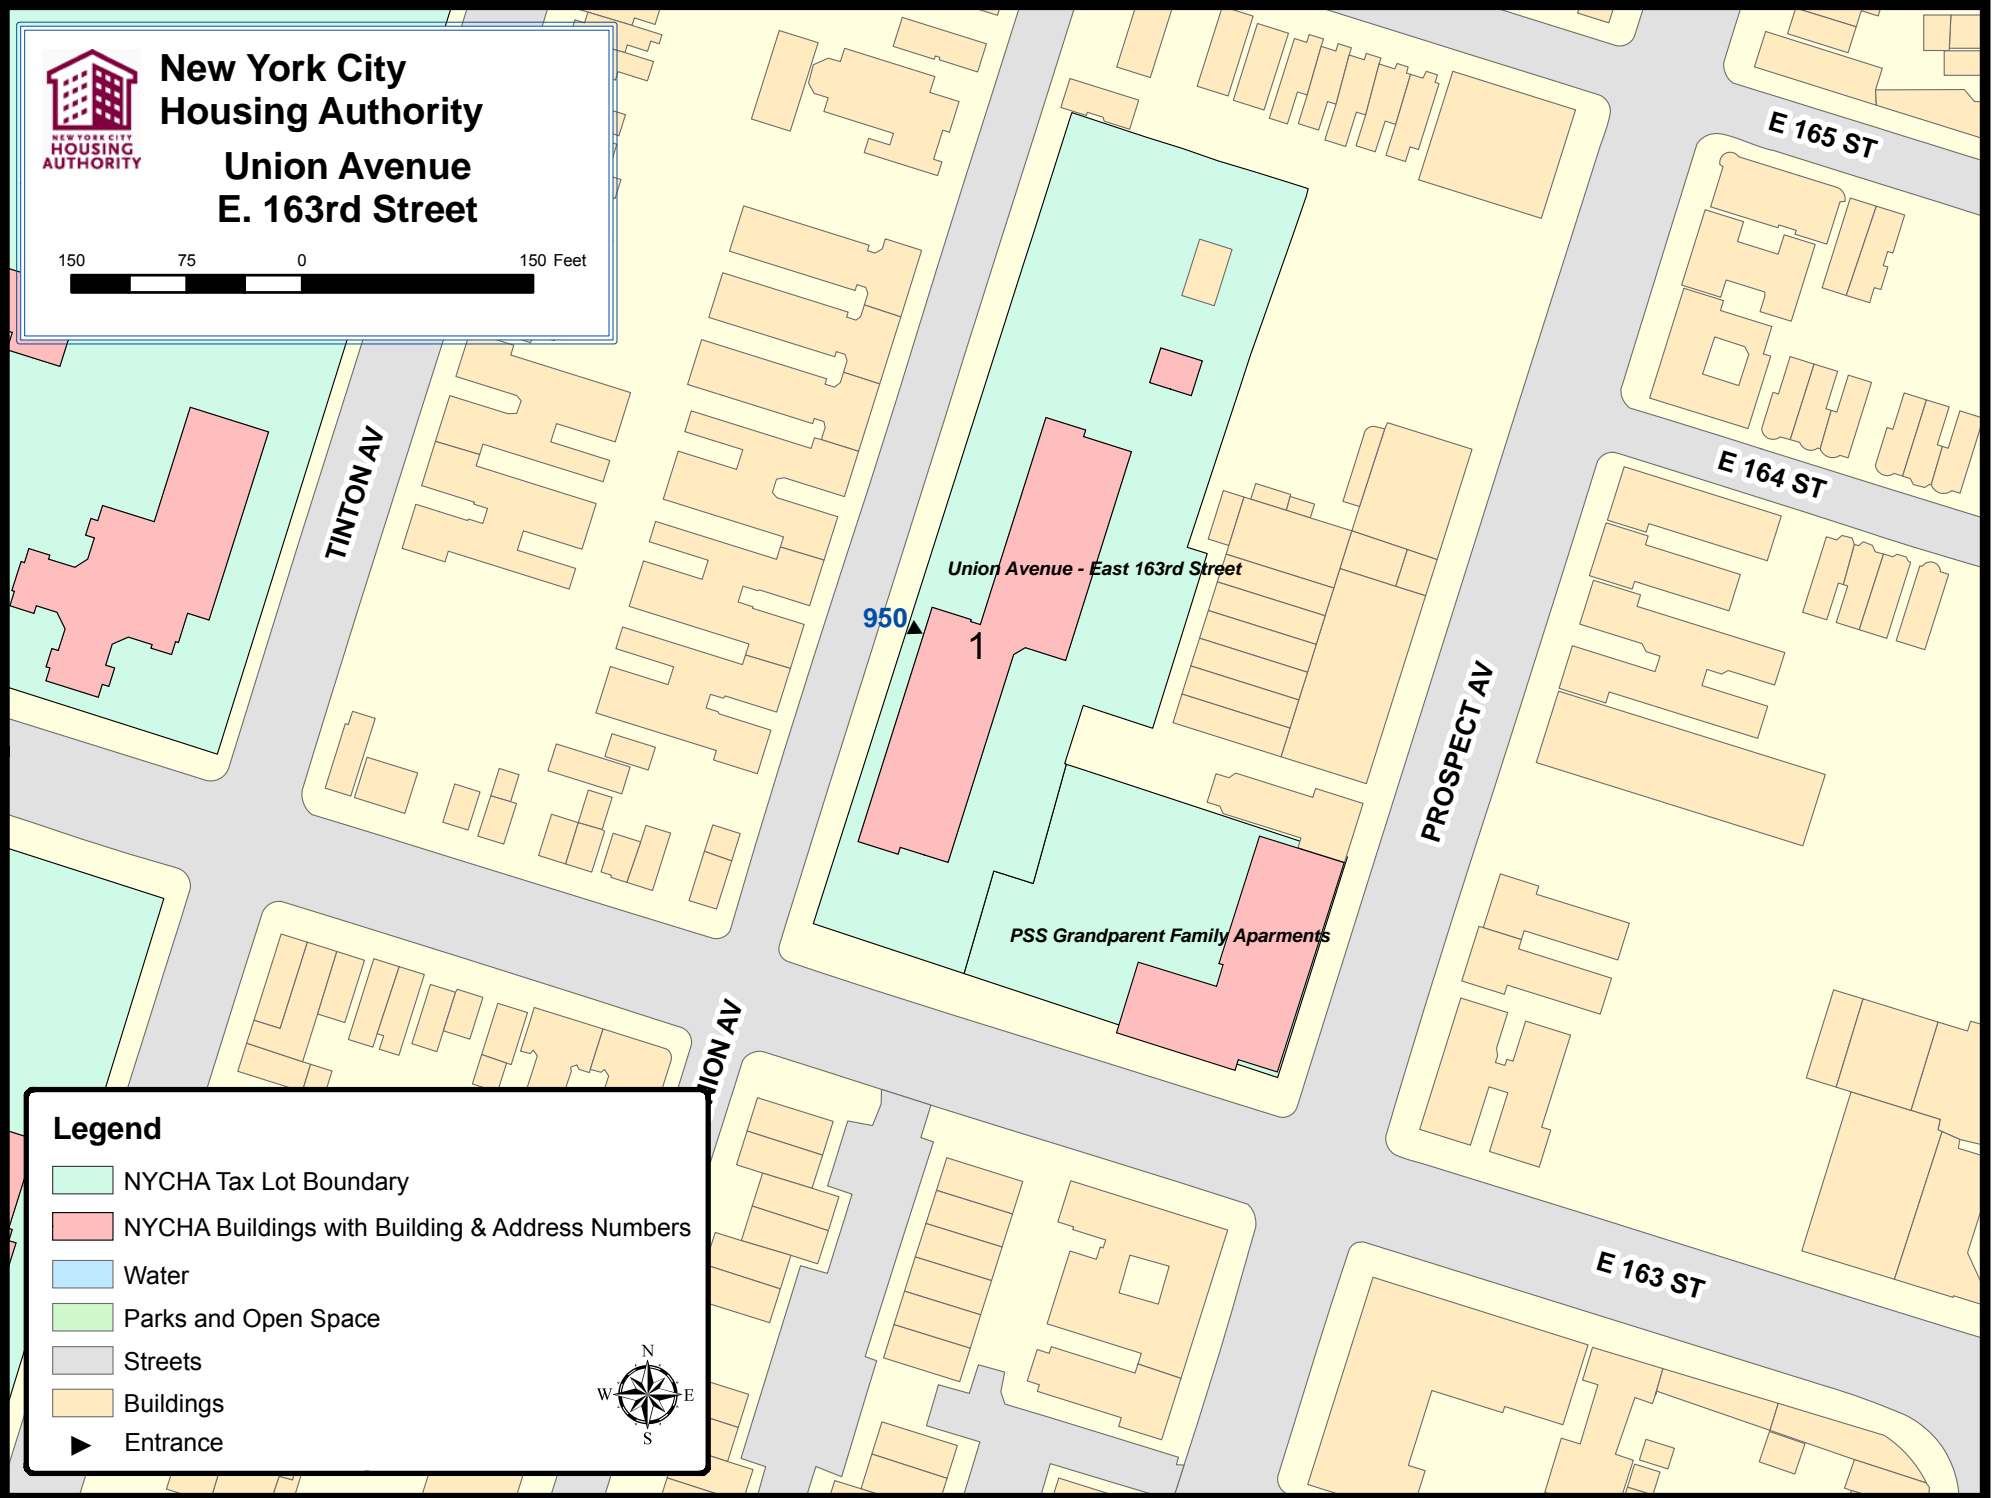 New York City
Housing Authority
Union Avenue
E. 163rd Street
NEW YORK CITY
HOUSING
AUTHORITY
150 75 0 150 Feet
E 165 ST
E 164 ST
TINTON AV
Union Avenue - East 163rd Street
950
1
PROSPECT AV
PSS Grandparent Family Aparments
ION AV
E 163 ST
Legend
NYCHA Tax Lot Boundary
NYCHA Buildings with Building & Address Numbers
Water
Parks and Open Space
Streets
Buildings
Entrance
N
W E
S